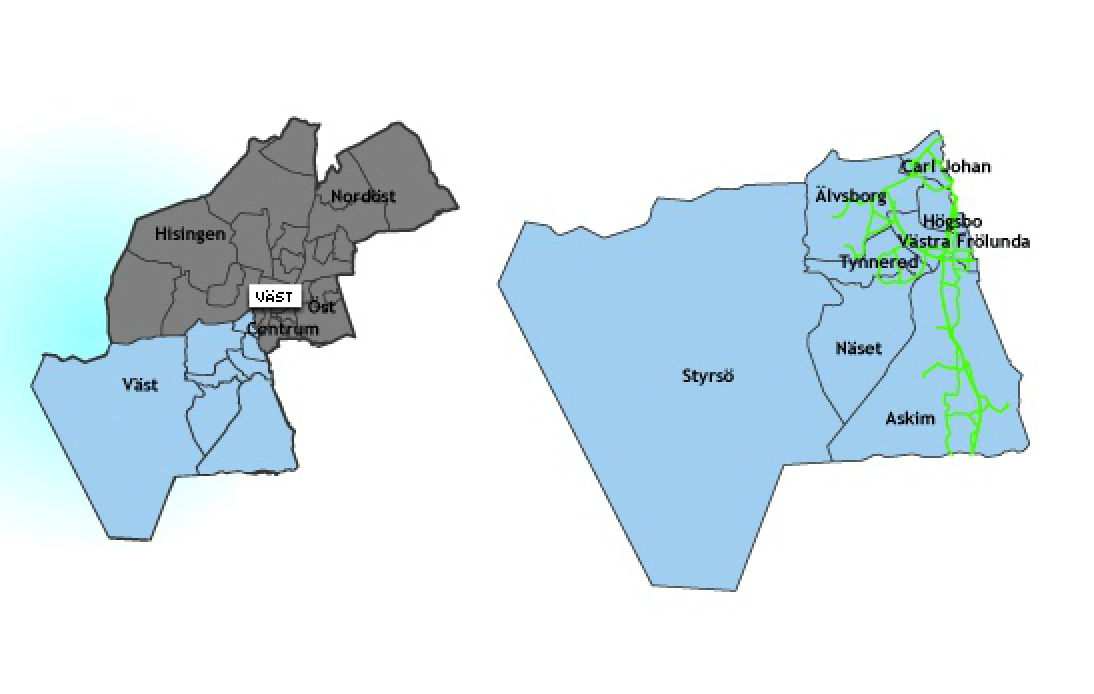 Nordöst
Hisingen
VÄST
Öst
Centrum
Väst
Carl Johan
Älvsborg
Högsbo
Västra Frölunda
Tynnered
Näset
Styrsö
Askim